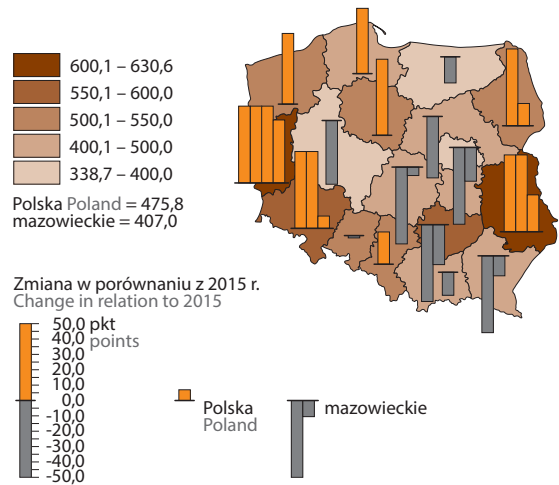 600,1 – 630,6
550,1 – 600,0
500,1 – 550,0
400,1 – 500,0
338,7 – 400,0
Polska Poland = 475,8
mazowieckie = 407,0
Zmiana w porównaniu z 2015 r.
Change in relation to 2015
50,0 pkt
40,0 points
30,0
20,0
10,0
0,0
-10,0
-20,0
-30,0
-40,0
-50,0
Polska
Poland
mazowieckie